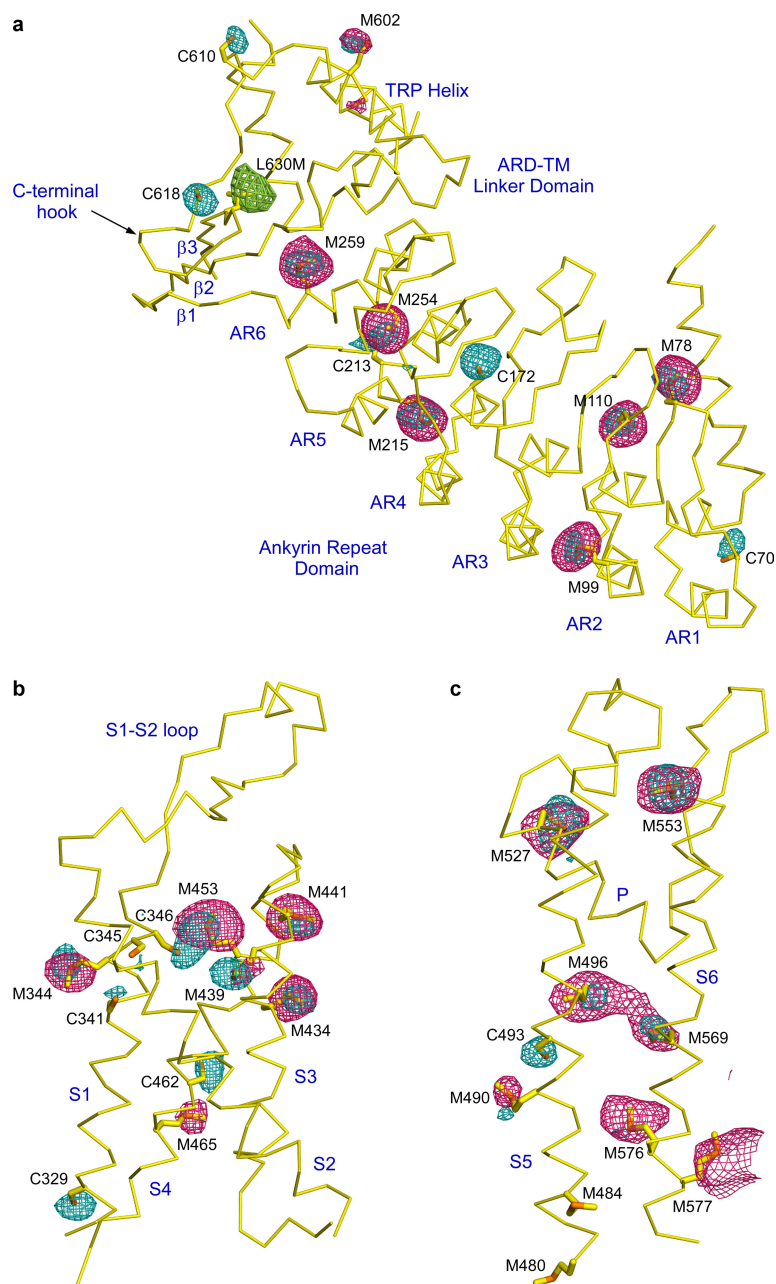 a
M602
C610
TRP Helix
L630M
ARD-TM
Linker Domain
C618
C-terminal
hook
β3
M259
β2
β1
M254
AR6
M78
C213
C172
M110
M215
AR5
AR4
Ankyrin Repeat
Domain
AR3
C70
M99
AR2
AR1
b
S1-S2 loop
M453
M441
C346
C345
M344
M439
M434
C341
C462
S3
S1
M465
S2
C329
S4
c
M553
M527
P
M496
S6
C493
M569
M490
M576
S5
M577
M484
M480